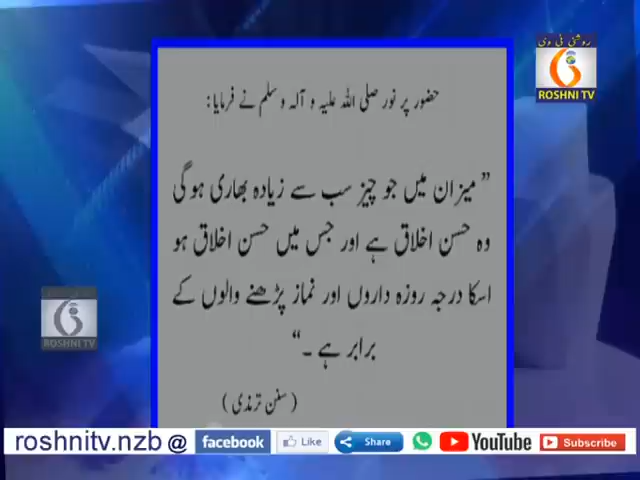 روشنی ٹی وی
ROSHNI TV
حضور پر نور صلی اللہ علیہ و آلہ وسلم نے فرمایا:
” میزان میں جو چیز سب سے زیادہ بھاری ہوگی
وہ حسن اخلاق ہے اور جس میں حسن اخلاق ہو
اسکا درجہ روزہ داروں اور نماز پڑھنے والوں کے
برابر ہے ۔“
( سنن ترمذی )
ROSHNI TV
roshnitv.nzb @ facebook Like Share YouTube Subscribe